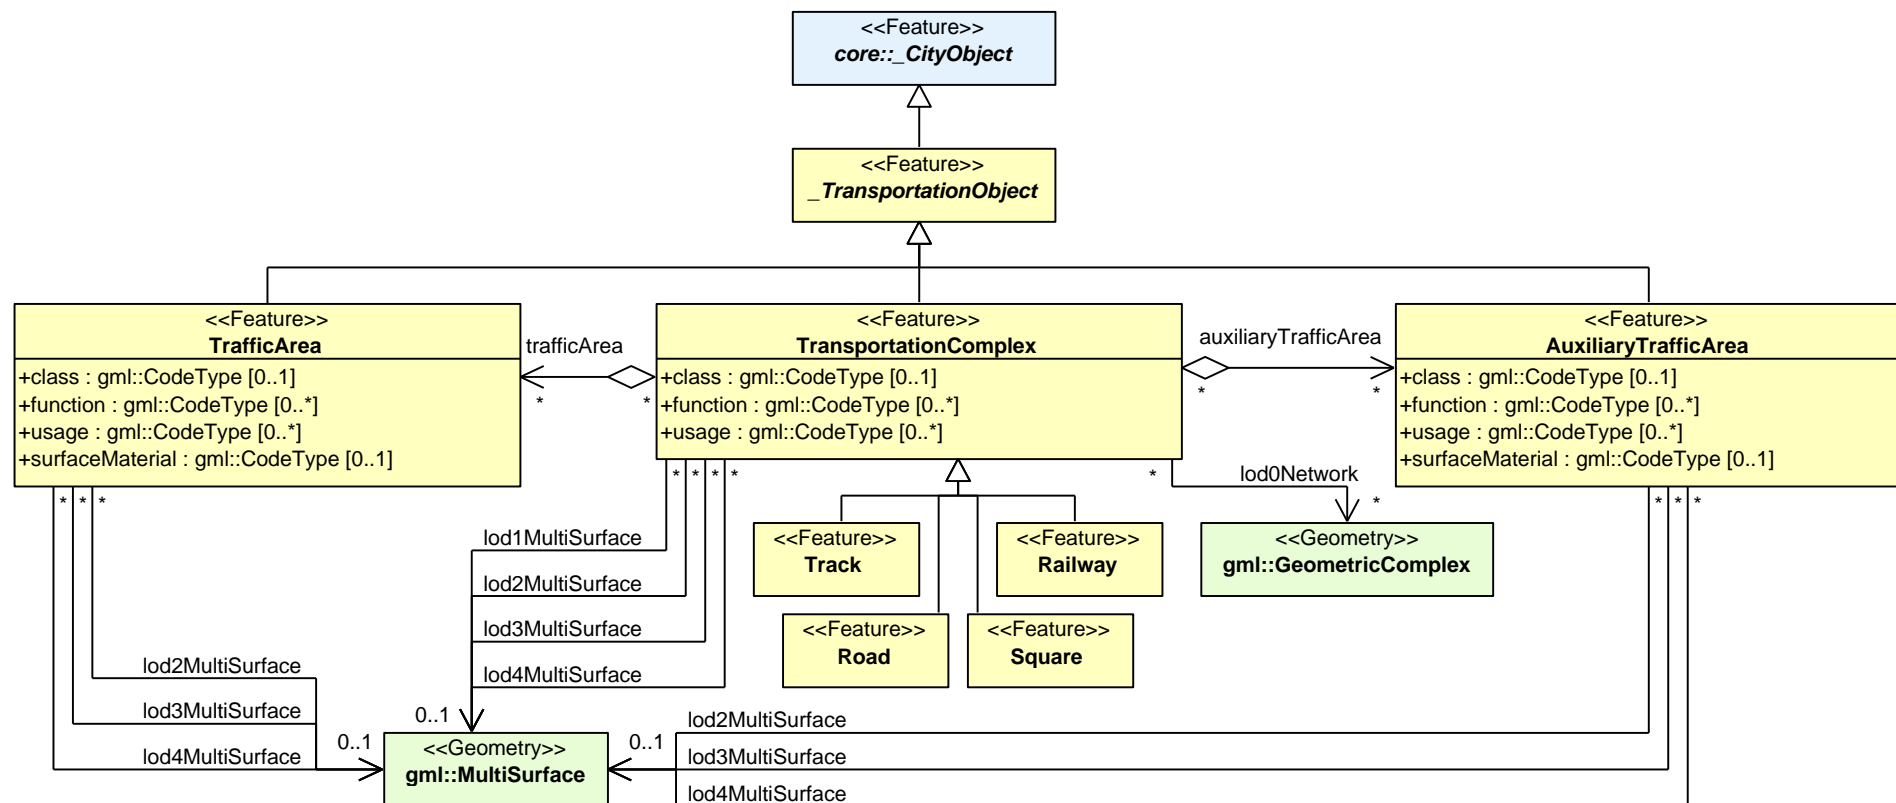 <<Feature>>
core::_CityObject
<<Feature>>
_TransportationObject
<<Feature>>
TrafficArea
+class : gml::CodeType [0..1]
+function : gml::CodeType [0..*]
+usage : gml::CodeType [0..*]
+surfaceMaterial : gml::CodeType [0..1]
trafficArea
*
*
<<Feature>>
TransportationComplex
+class : gml::CodeType [0..1]
+function : gml::CodeType [0..*]
+usage : gml::CodeType [0..*]
auxiliaryTrafficArea
*
*
<<Feature>>
AuxiliaryTrafficArea
+class : gml::CodeType [0..1]
+function : gml::CodeType [0..*]
+usage : gml::CodeType [0..*]
+surfaceMaterial : gml::CodeType [0..1]
* * *
* * * *
*
lod0Network
*
* * *
lod1MultiSurface
lod2MultiSurface
lod3MultiSurface
lod4MultiSurface
<<Feature>>
Track
<<Feature>>
Railway
<<Geometry>>
gml::GeometricComplex
<<Feature>>
Road
<<Feature>>
Square
lod2MultiSurface
lod3MultiSurface
lod4MultiSurface
0..1
0..1
<<Geometry>>
gml::MultiSurface
0..1
lod2MultiSurface
lod3MultiSurface
lod4MultiSurface